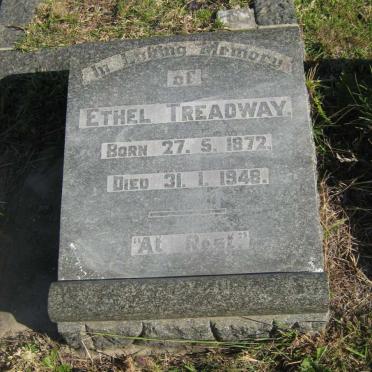 In Loving Memory
of
ETHEL TREADWAY.
BORN 27. 5. 1872.
DIED 31. 1. 1948.
"At Rest"